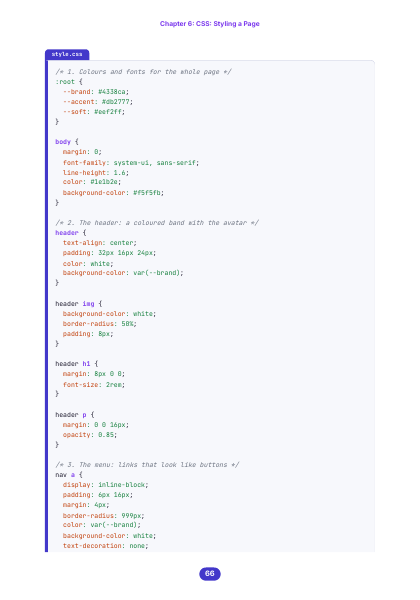 Chapter 6: CSS: Styling a Page
style.css
/* 1. Colours and fonts for the whole page */
:root {
  --brand: #4338ca;
  --accent: #db2777;
  --soft: #eef2ff;
}

body {
  margin: 0;
  font-family: system-ui, sans-serif;
  line-height: 1.6;
  color: #1e1b2e;
  background-color: #f5f5fb;
}

/* 2. The header: a coloured band with the avatar */
header {
  text-align: center;
  padding: 32px 16px 24px;
  color: white;
  background-color: var(--brand);
}

header img {
  background-color: white;
  border-radius: 50%;
  padding: 8px;
}

header h1 {
  margin: 8px 0 0;
  font-size: 2rem;
}

header p {
  margin: 0 0 16px;
  opacity: 0.85;
}

/* 3. The menu: links that look like buttons */
nav a {
  display: inline-block;
  padding: 6px 16px;
  margin: 4px;
  border-radius: 999px;
  color: var(--brand);
  background-color: white;
  text-decoration: none;
66